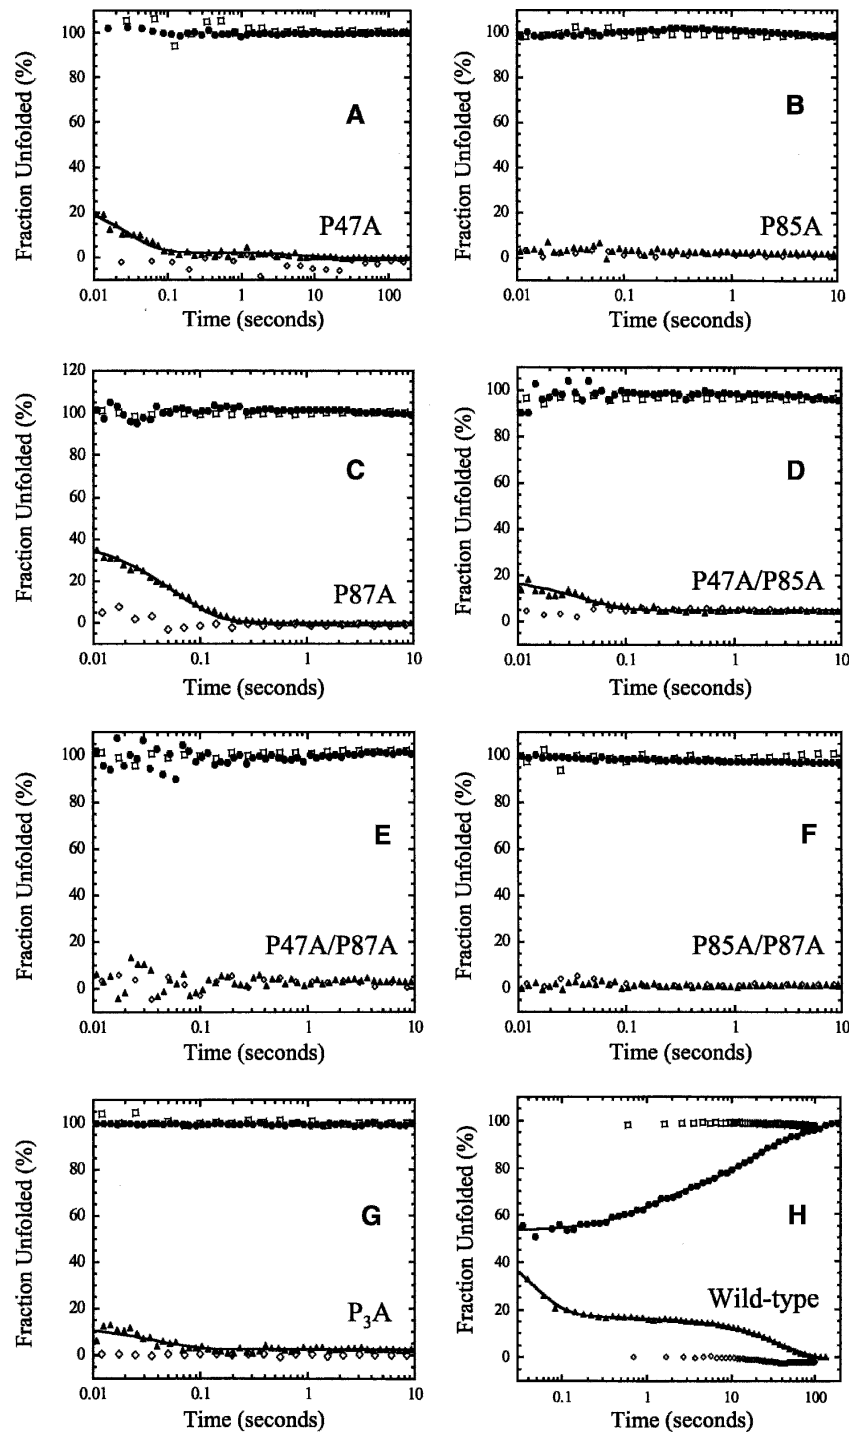 Fraction Unfolded (%)
100
80
60
40
20
0
A
P47A
0.01 0.1 1 10 100
Time (seconds)
Fraction Unfolded (%)
100
80
60
40
20
0
B
P85A
0.01 0.1 1 10
Time (seconds)
Fraction Unfolded (%)
120
100
80
60
40
20
0
C
P87A
0.01 0.1 1 10
Time (seconds)
Fraction Unfolded (%)
100
80
60
40
20
0
D
P47A/P85A
0.01 0.1 1 10
Time (seconds)
Fraction Unfolded (%)
100
80
60
40
20
0
E
P47A/P87A
0.01 0.1 1 10
Time (seconds)
Fraction Unfolded (%)
100
80
60
40
20
0
F
P85A/P87A
0.01 0.1 1 10
Time (seconds)
Fraction Unfolded (%)
100
80
60
40
20
0
G
P₃A
0.01 0.1 1 10
Time (seconds)
Fraction Unfolded (%)
100
80
60
40
20
0
H
Wild-type
0.1 1 10 100
Time (seconds)